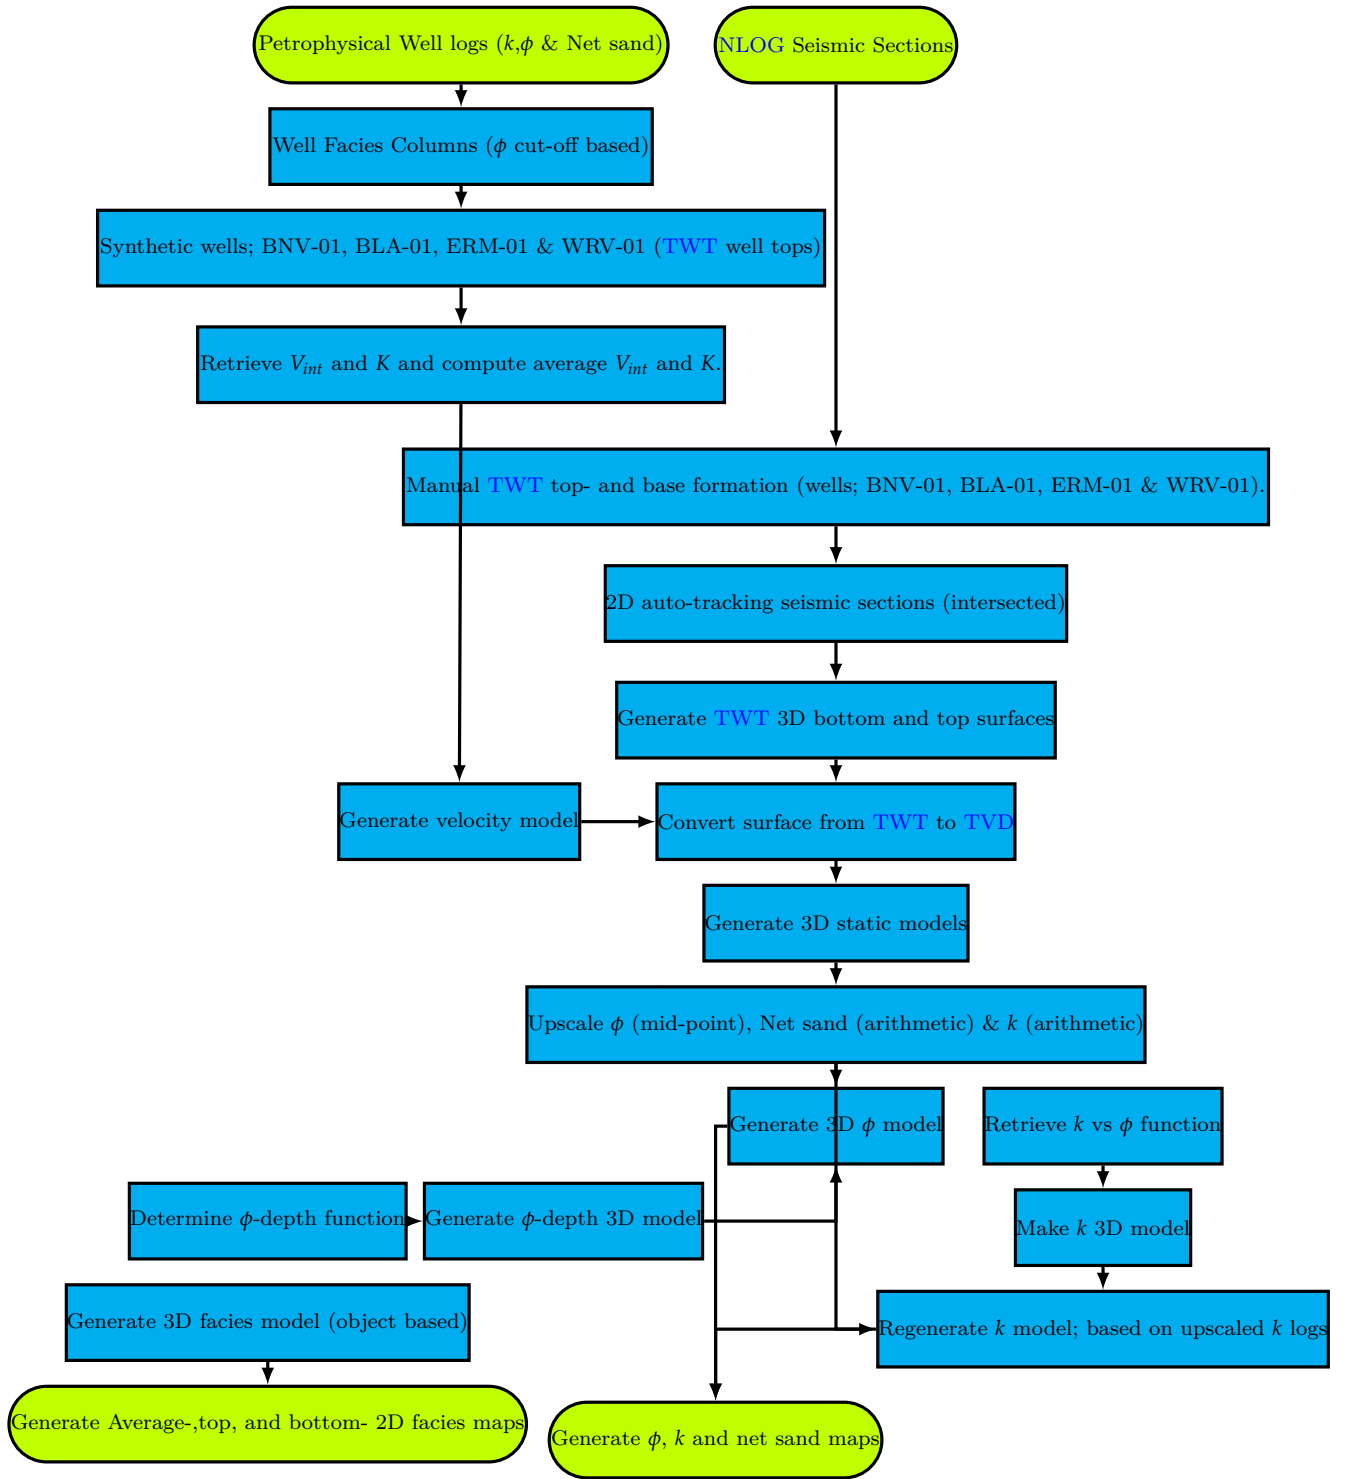 Petrophysical Well logs (k,ϕ & Net sand)
NLOG Seismic Sections
Well Facies Columns (ϕ cut-off based)
Synthetic wells; BNV-01, BLA-01, ERM-01 & WRV-01 (TWT well tops)
Retrieve V_int and K and compute average V_int and K.
Manual TWT top- and base formation (wells; BNV-01, BLA-01, ERM-01 & WRV-01).
2D auto-tracking seismic sections (intersected)
Generate TWT 3D bottom and top surfaces
Generate velocity model
Convert surface from TWT to TVD
Generate 3D static models
Upscale ϕ (mid-point), Net sand (arithmetic) & k (arithmetic)
Generate 3D ϕ model
Retrieve k vs ϕ function
Determine ϕ-depth function
Generate ϕ-depth 3D model
Make k 3D model
Generate 3D facies model (object based)
Regenerate k model; based on upscaled k logs
Generate Average-,top, and bottom- 2D facies maps
Generate ϕ, k and net sand maps